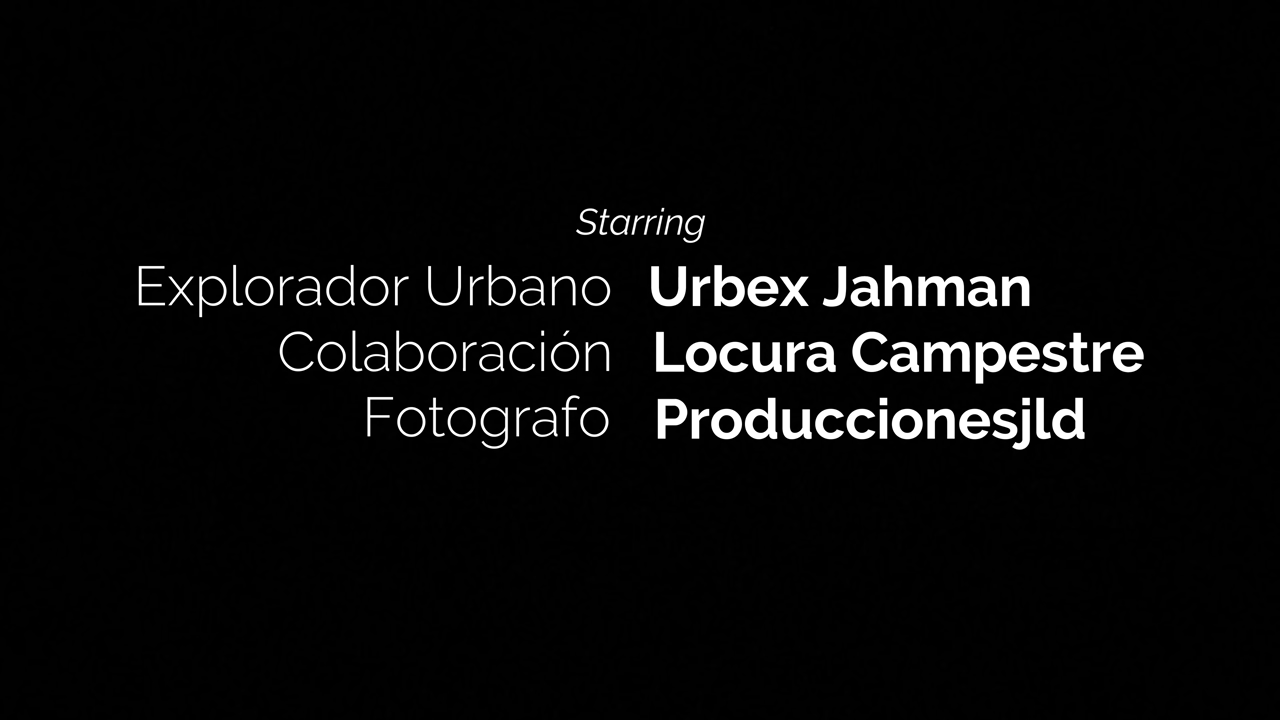 Starring
Explorador Urbano Urbex Jahman
Colaboración Locura Campestre
Fotografo Produccionesjld